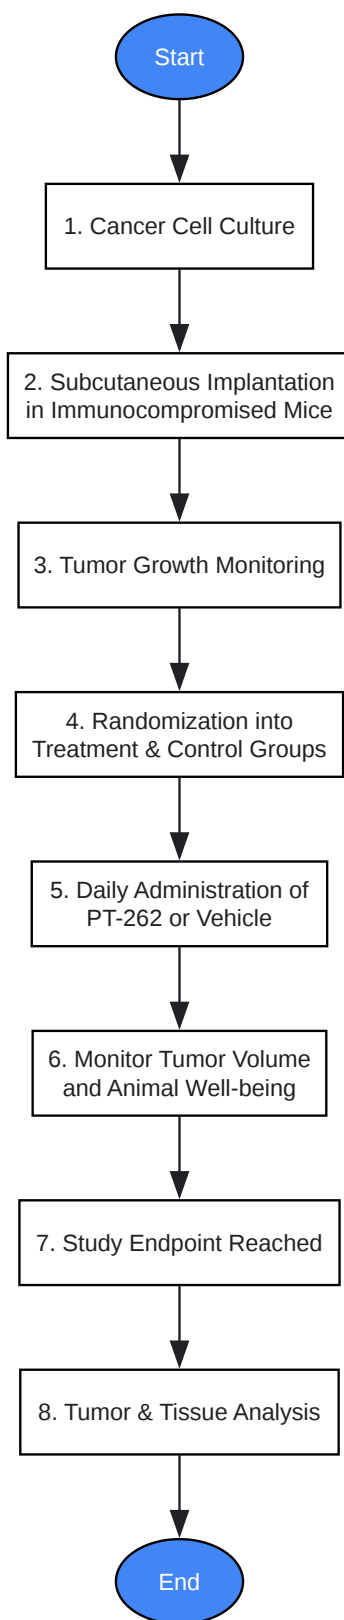 Start
1. Cancer Cell Culture
2. Subcutaneous Implantation
in Immunocompromised Mice
3. Tumor Growth Monitoring
4. Randomization into
Treatment & Control Groups
5. Daily Administration of
PT-262 or Vehicle
6. Monitor Tumor Volume
and Animal Well-being
7. Study Endpoint Reached
8. Tumor & Tissue Analysis
End